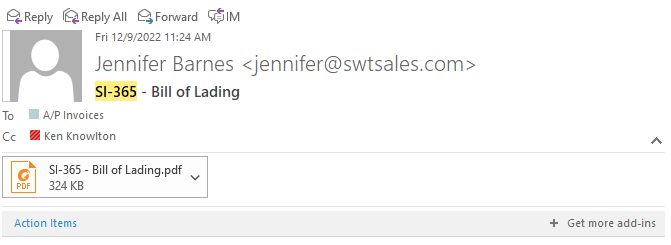 Reply Reply All Forward IM
Fri 12/9/2022 11:24 AM
Jennifer Barnes <jennifer@swtsales.com>
SI-365 - Bill of Lading
To A/P Invoices
Cc Ken Knowlton
SI-365 - Bill of Lading.pdf
PDF 324 KB
Action Items + Get more add-ins